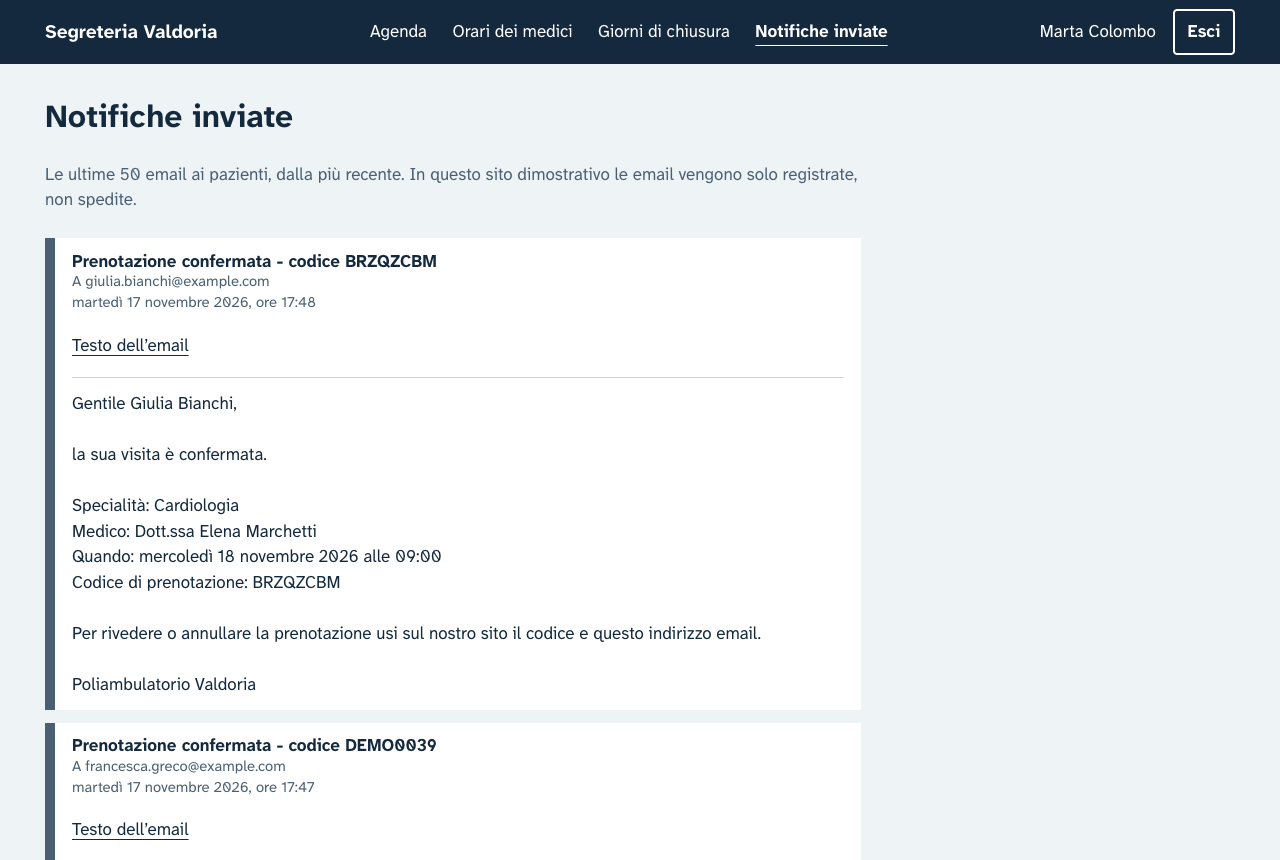 Segreteria Valdoria
Agenda
Orari dei medici
Giorni di chiusura
Notifiche inviate
Marta Colombo
Esci
Notifiche inviate
Le ultime 50 email ai pazienti, dalla più recente. In questo sito dimostrativo le email vengono solo registrate,
non spedite.
Prenotazione confermata - codice BRZQZCBM
A giulia.bianchi@example.com
martedì 17 novembre 2026, ore 17:48
Testo dell’email
Gentile Giulia Bianchi,
la sua visita è confermata.
Specialità: Cardiologia
Medico: Dott.ssa Elena Marchetti
Quando: mercoledì 18 novembre 2026 alle 09:00
Codice di prenotazione: BRZQZCBM
Per rivedere o annullare la prenotazione usi sul nostro sito il codice e questo indirizzo email.
Poliambulatorio Valdoria
Prenotazione confermata - codice DEMO0039
A francesca.greco@example.com
martedì 17 novembre 2026, ore 17:47
Testo dell’email